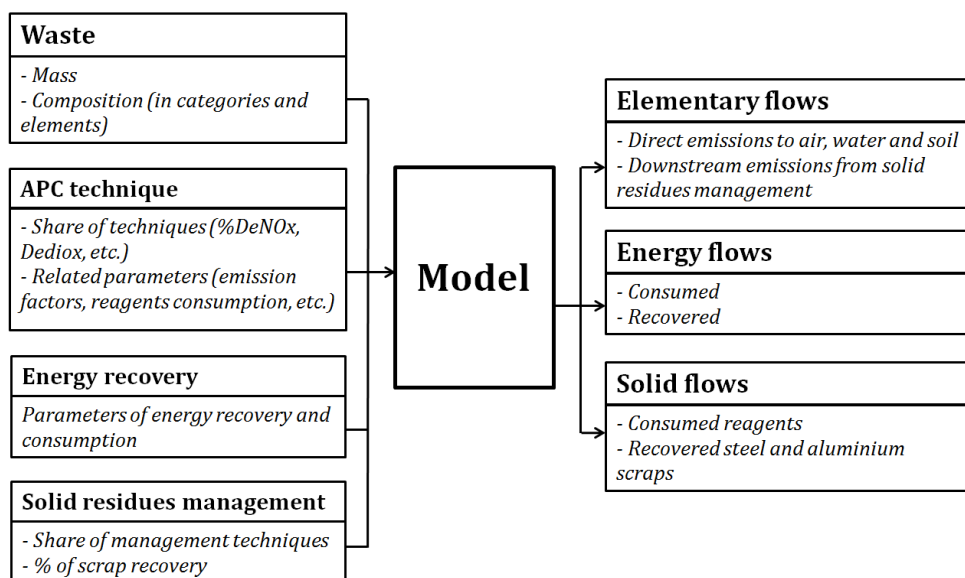 Waste
- Mass
- Composition (in categories and
elements)
APC technique
- Share of techniques (%DeNOx,
Dediox, etc.)
- Related parameters (emission
factors, reagents consumption, etc.)
Energy recovery
Parameters of energy recovery and
consumption
Solid residues management
- Share of management techniques
- % of scrap recovery
Model
Elementary flows
- Direct emissions to air, water and soil
- Downstream emissions from solid
residues management
Energy flows
- Consumed
- Recovered
Solid flows
- Consumed reagents
- Recovered steel and aluminium
scraps